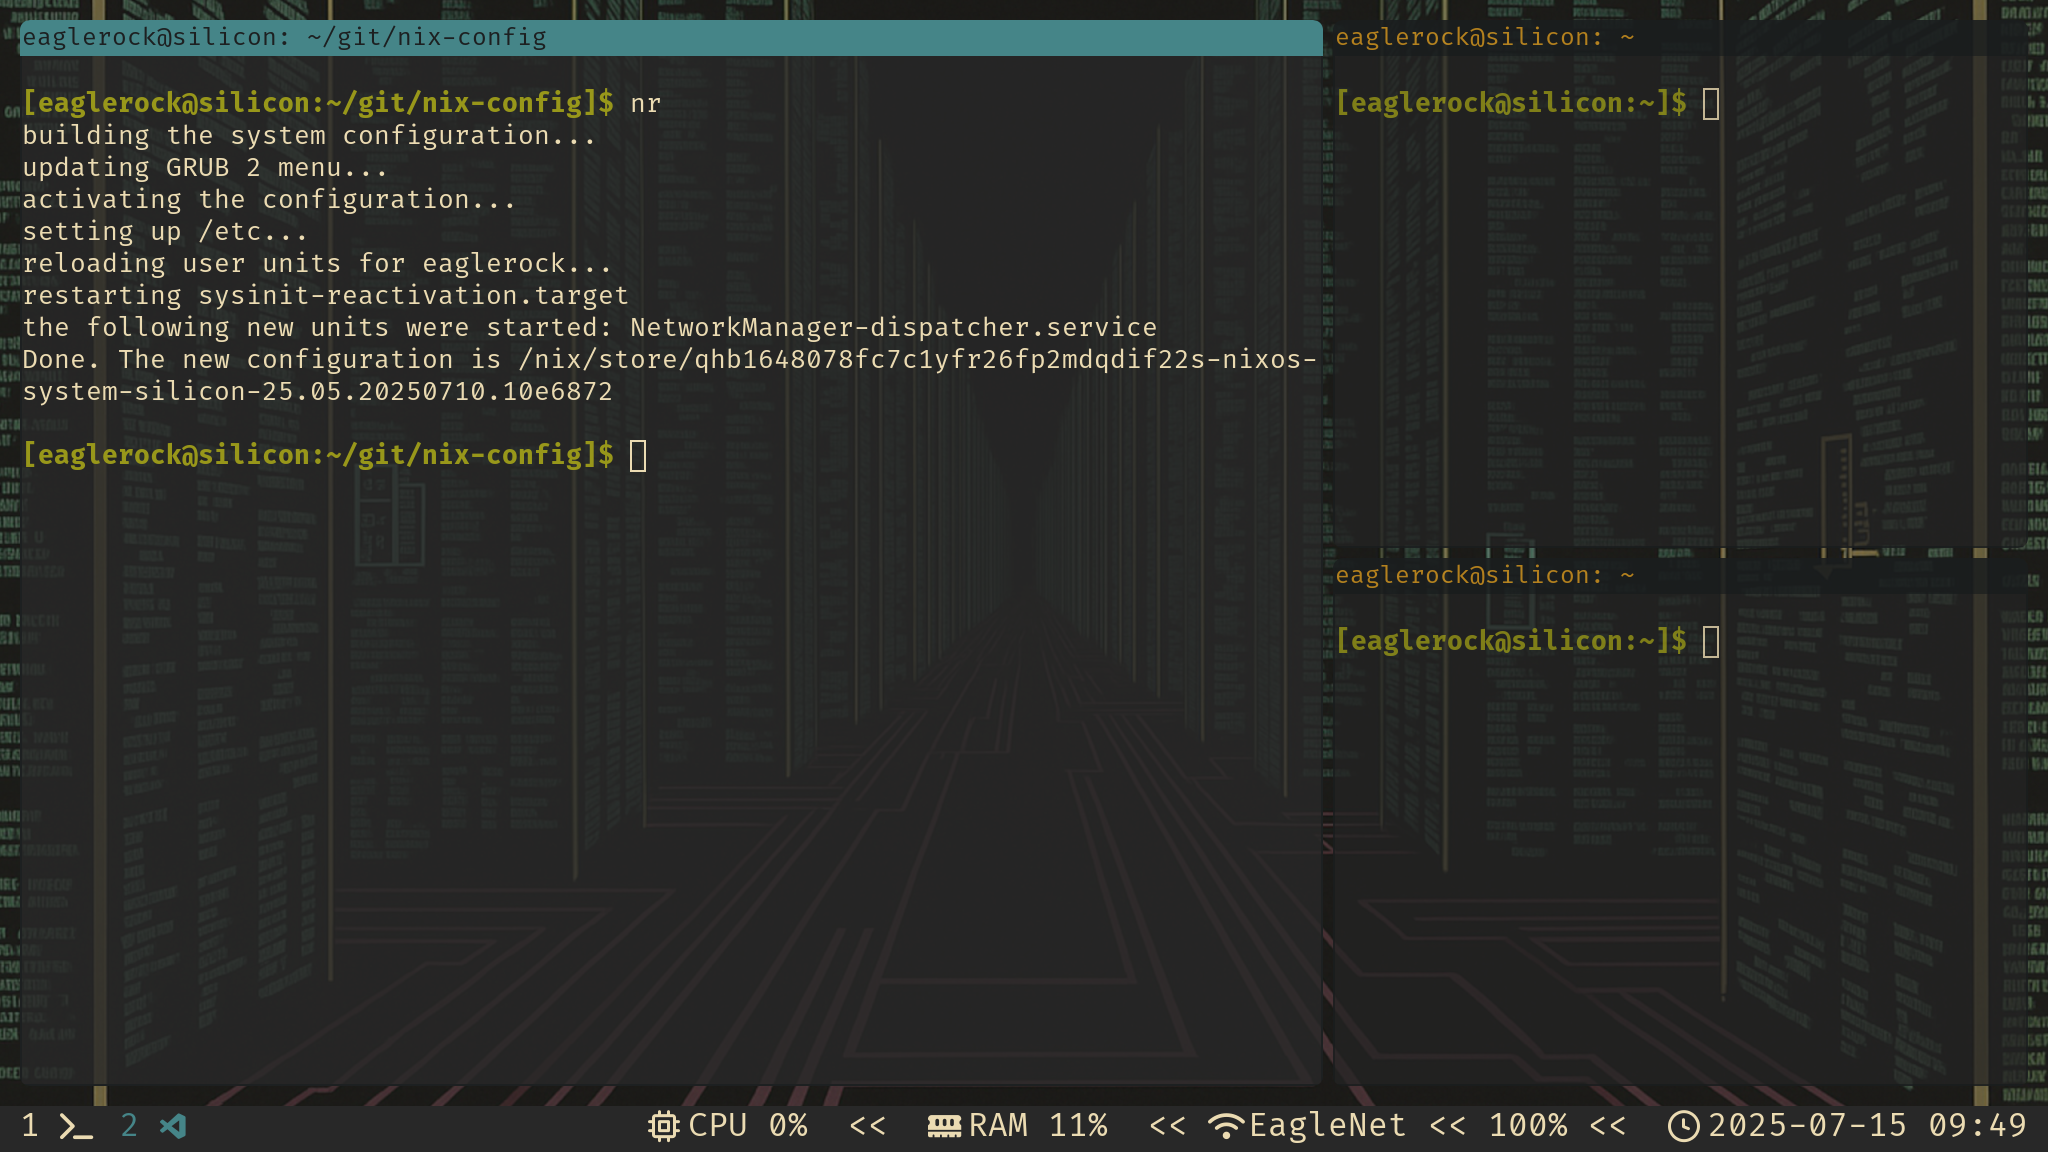 eaglerock@silicon: ~/git/nix-config
[eaglerock@silicon:~/git/nix-config]$ nr
building the system configuration...
updating GRUB 2 menu...
activating the configuration...
setting up /etc...
reloading user units for eaglerock...
restarting sysinit-reactivation.target
the following new units were started: NetworkManager-dispatcher.service
Done. The new configuration is /nix/store/qhb1648078fc7c1yfr26fp2mdqdif22s-nixos-
system-silicon-25.05.20250710.10e6872
[eaglerock@silicon:~/git/nix-config]$
eaglerock@silicon: ~
[eaglerock@silicon:~]$
eaglerock@silicon: ~
[eaglerock@silicon:~]$
1 2 CPU 0% << RAM 11% << EagleNet << 100% << 2025-07-15 09:49